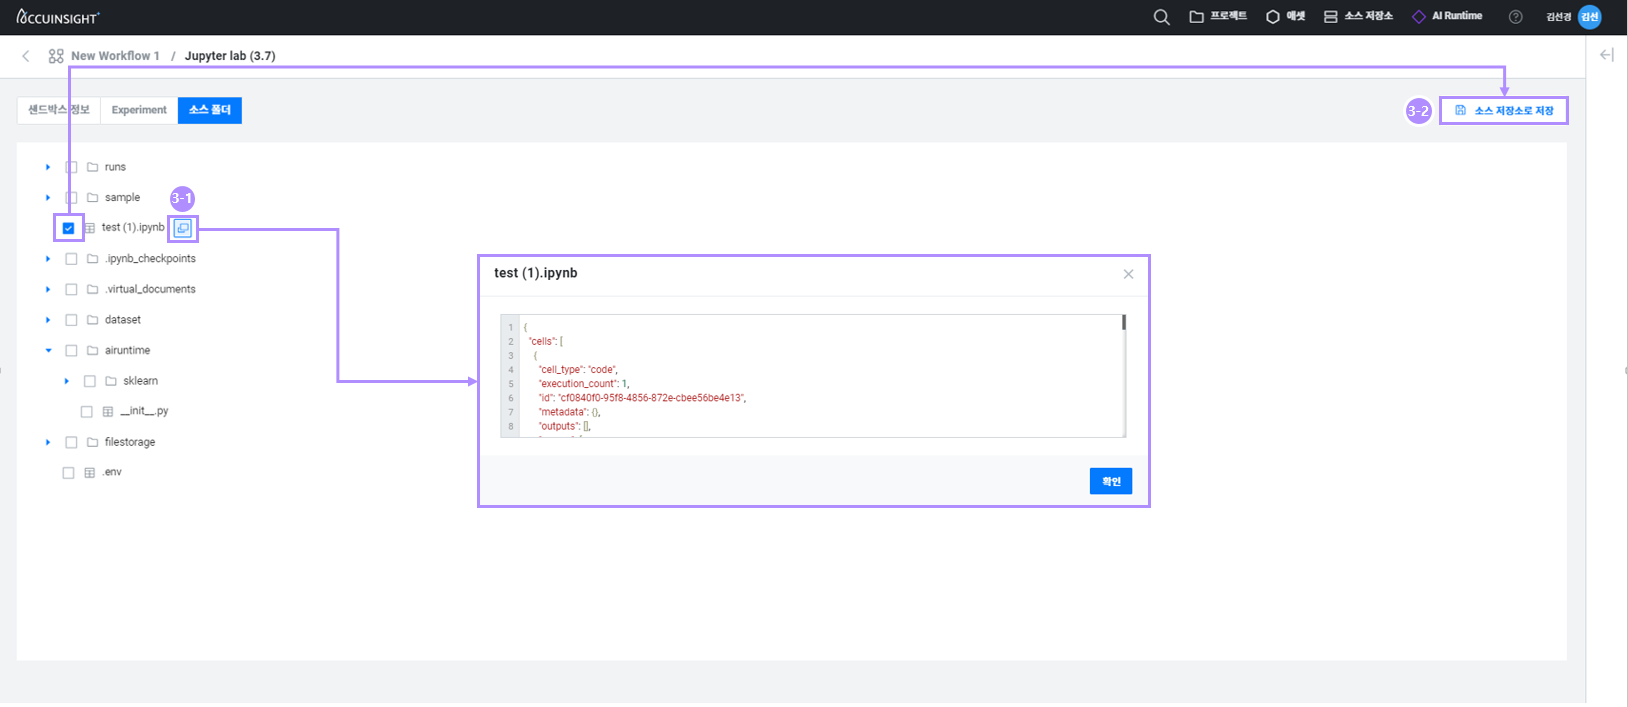 ACCUINSIGHT+
프로젝트
애셋
소스 저장소
AI Runtime
?
김선경
김선
New Workflow 1 / Jupyter lab (3.7)
샌드박스 정보
Experiment
소스 폴더
3-2
소스 저장소로 저장
runs
sample
3-1
test (1).ipynb
.ipynb_checkpoints
.virtual_documents
dataset
airuntime
sklearn
__init__.py
filestorage
.env
test (1).ipynb
1 {
2 "cells": [
3 {
4 "cell_type": "code",
5 "execution_count": 1,
6 "id": "cf0840f0-95f8-4856-872e-cbee56be4e13",
7 "metadata": {},
8 "outputs": [],
확인